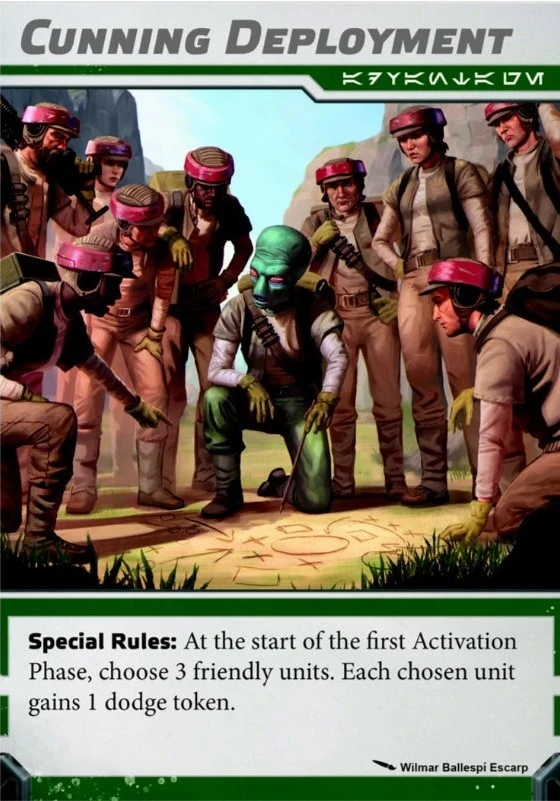 Cunning Deployment
Special Rules: At the start of the first Activation
Phase, choose 3 friendly units. Each chosen unit
gains 1 dodge token.
Wilmar Ballespi Escarp